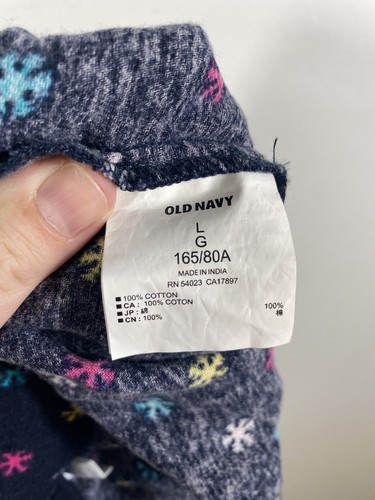 OLD NAVY
L
G
165/80A
MADE IN INDIA
RN 54023 CA17897
■ 100% COTTON
■ CA : 100% COTON
■ JP : 綿
■ CN : 100%
100%
棉